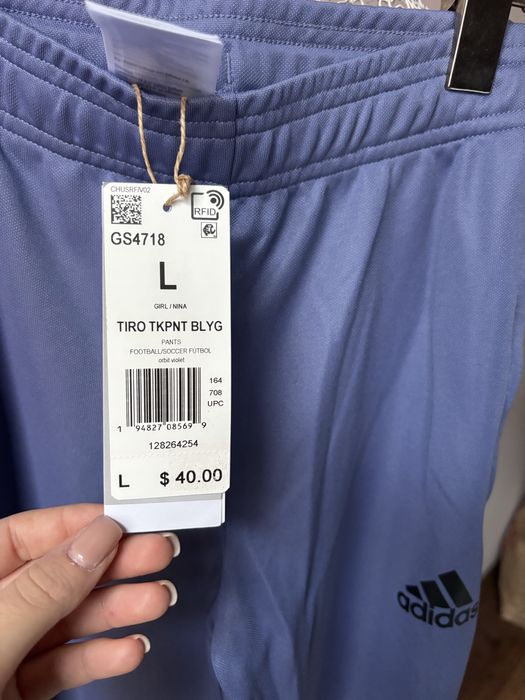 CHUSRF/V02
RFID
GS4718
L
GIRL / NINA
TIRO TKPNT BLYG
PANTS
FOOTBALL/SOCCER FÚTBOL
orbit violet
164
708
UPC
1 94827 08569 9
128264254
L $ 40.00
adidas